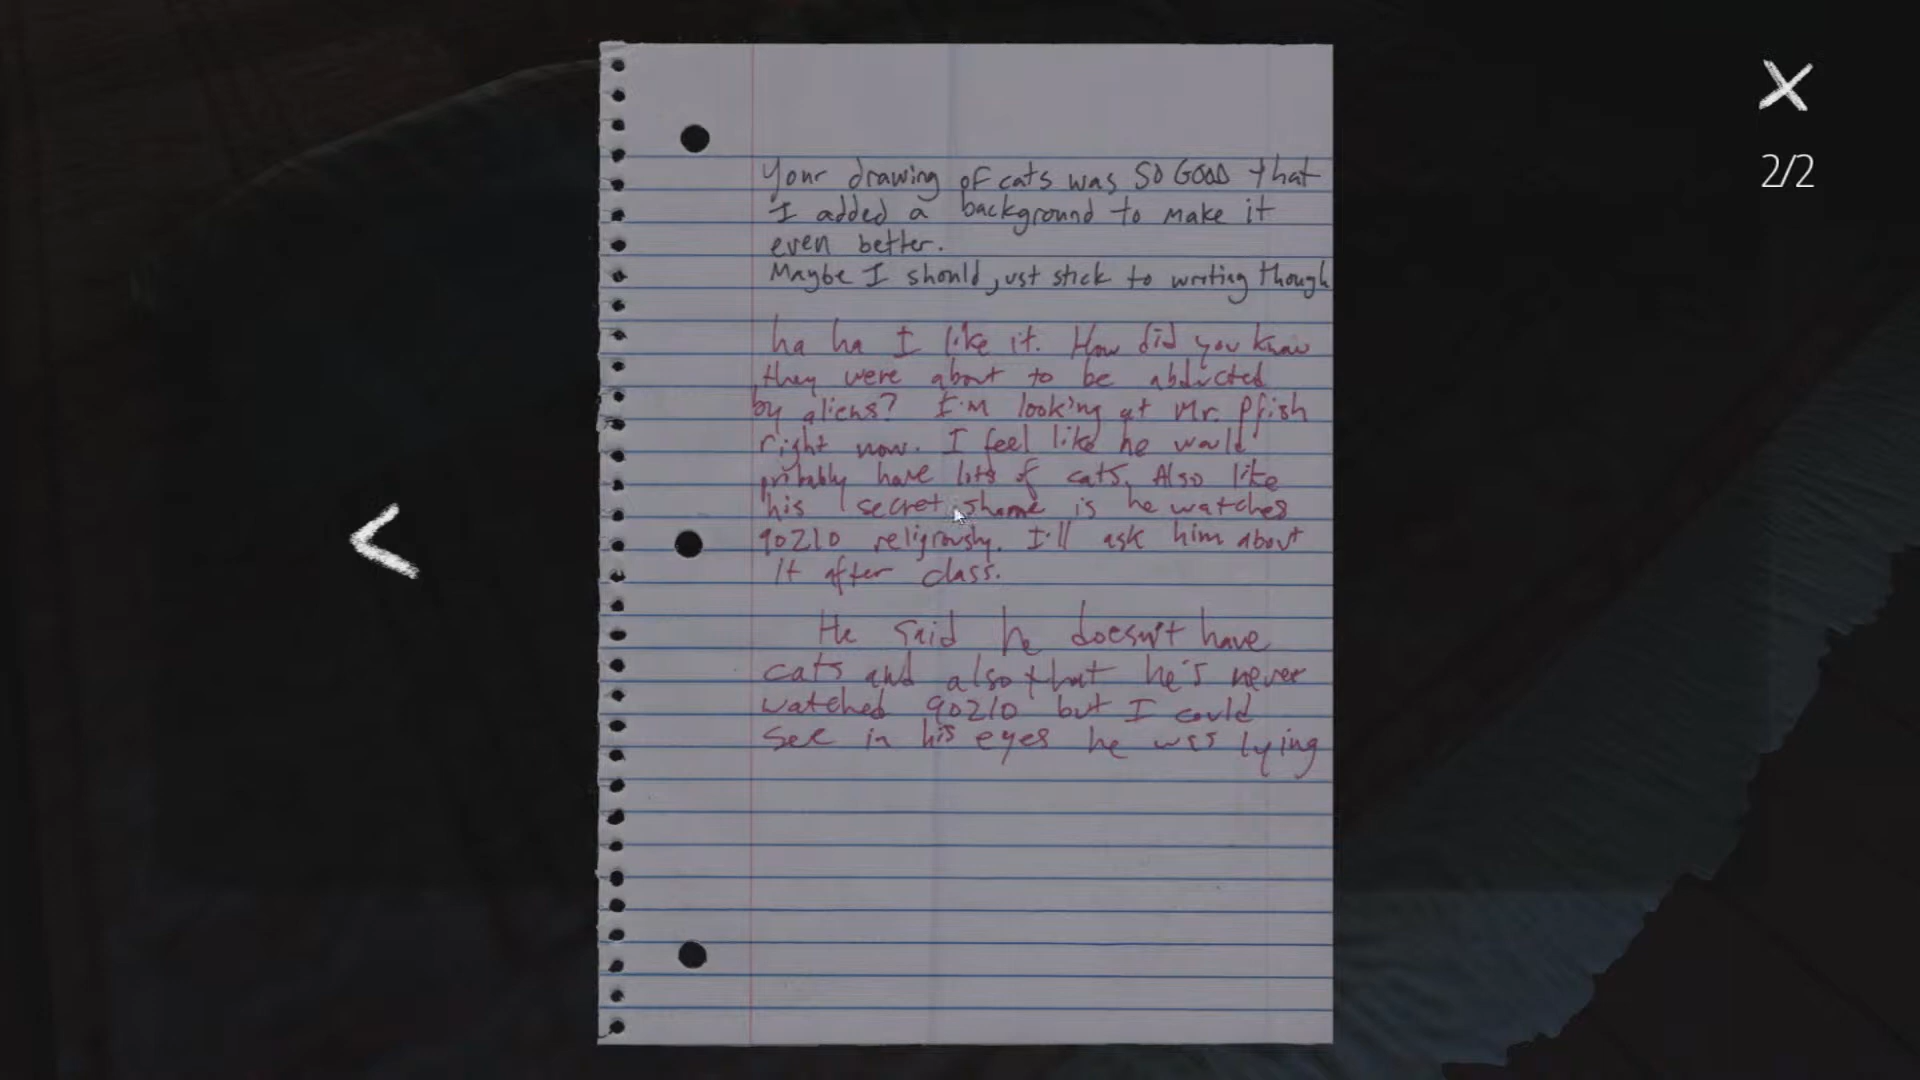 2/2
Your drawing of cats was SO GOOD that
I added a background to make it
even better.
Maybe I should just stick to writing though
ha ha I like it. How did you know
they were about to be abducted
by aliens? I'm looking at Mr. Pfish
right now. I feel like he would
probably have lots of cats. Also like
his secret shame is he watches
90210 religiously. I'll ask him about
it after class.
He said he doesn't have
cats and also that he's never
watched 90210 but I could
see in his eyes he was lying